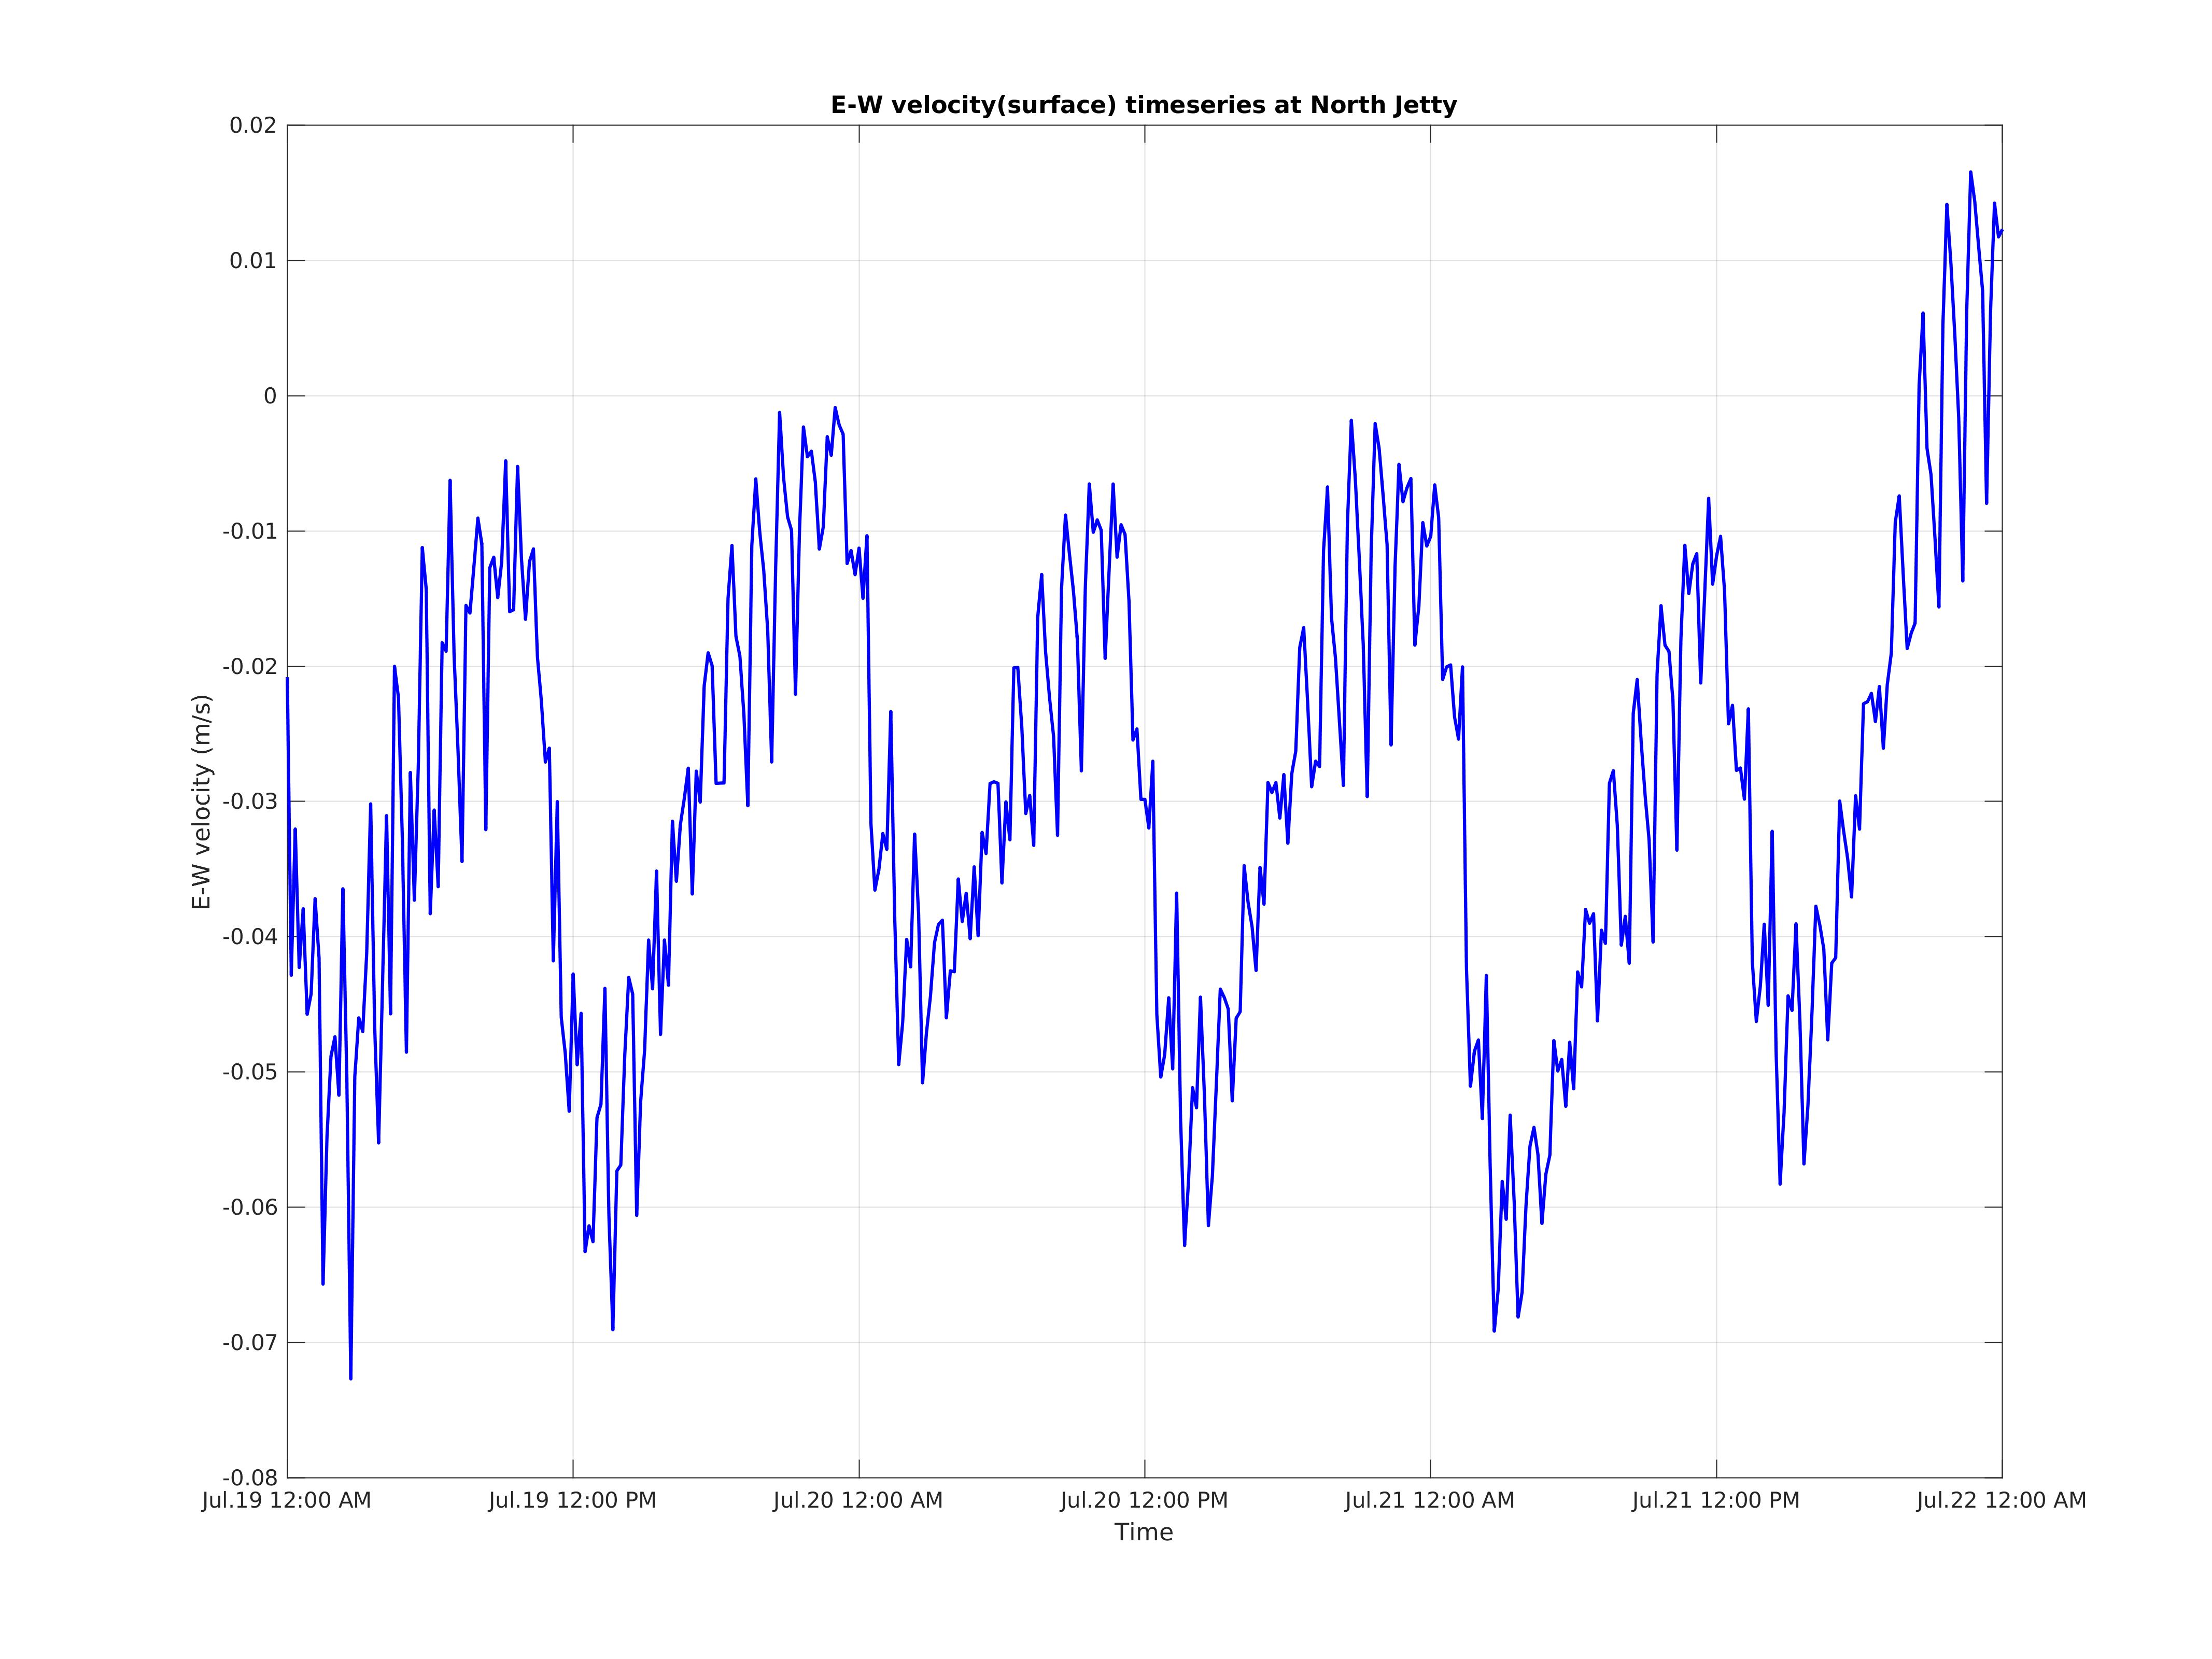 E-W velocity(surface) timeseries at North Jetty
0.02
0.01
0
-0.01
-0.02
-0.03
-0.04
-0.05
-0.06
-0.07
-0.08
E-W velocity (m/s)
Jul.19 12:00 AM Jul.19 12:00 PM Jul.20 12:00 AM Jul.20 12:00 PM Jul.21 12:00 AM Jul.21 12:00 PM Jul.22 12:00 AM
Time